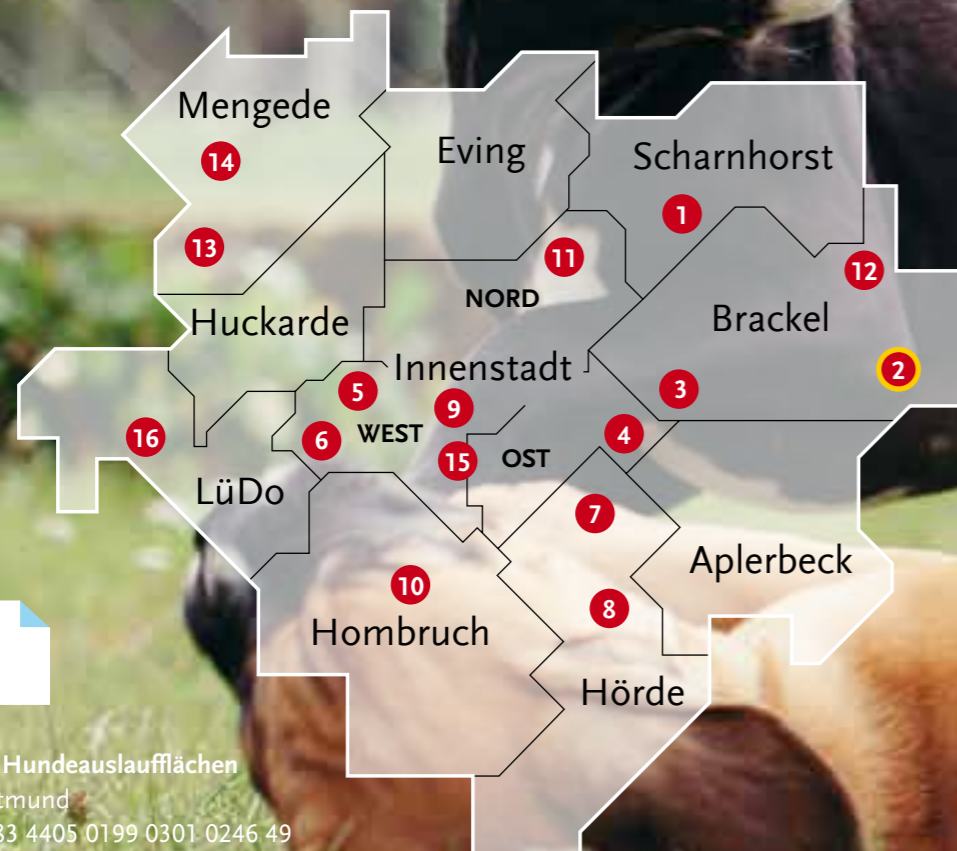 Mengede
14
Eving
Scharnhorst
1
13
11
12
NORD
Huckarde
Brackel
Innenstadt
2
5
3
9
16
6
WEST
4
15
OST
LüDo
7
Aplerbeck
10
8
Hombruch
Hörde
Hundeauslaufflächen
tmund
33 4405 0199 0301 0246 49